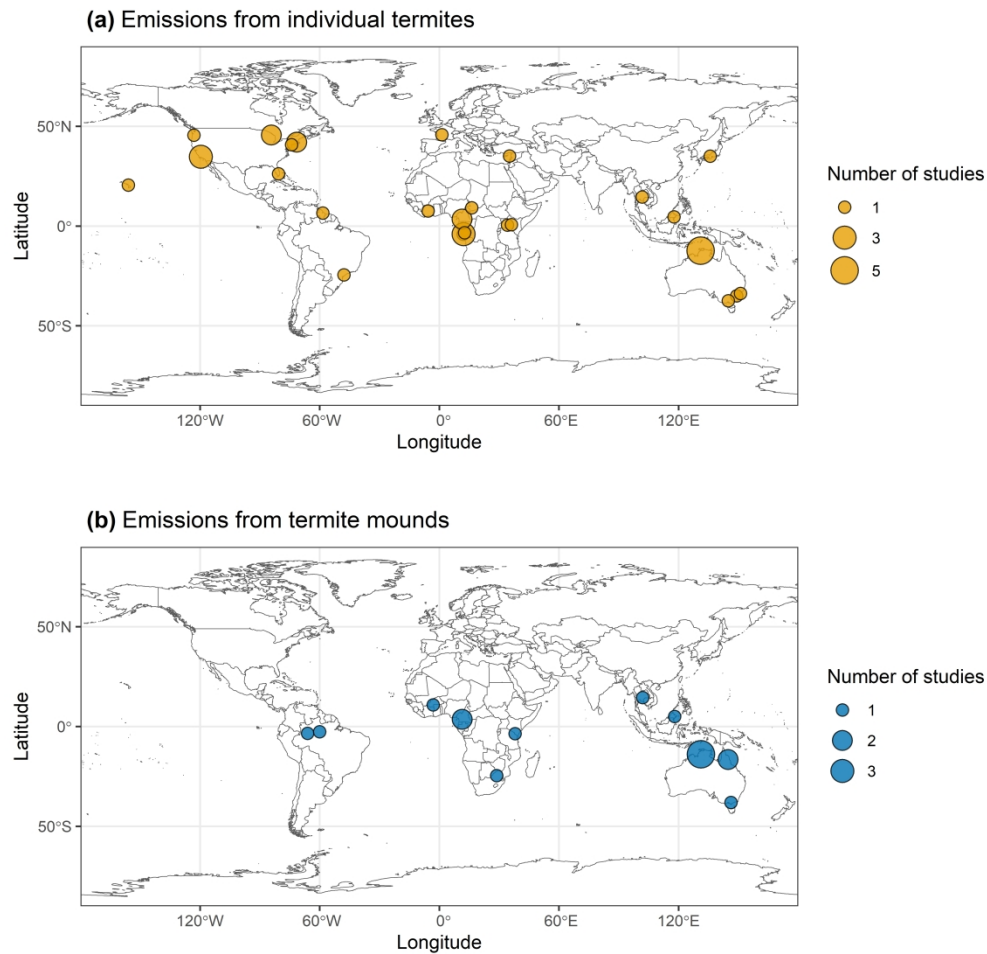 (a) Emissions from individual termites
50°N
0°
50°S
Latitude
120°W
60°W
0°
60°E
120°E
Longitude
Number of studies
1
3
5
(b) Emissions from termite mounds
50°N
0°
50°S
Latitude
120°W
60°W
0°
60°E
120°E
Longitude
Number of studies
1
2
3